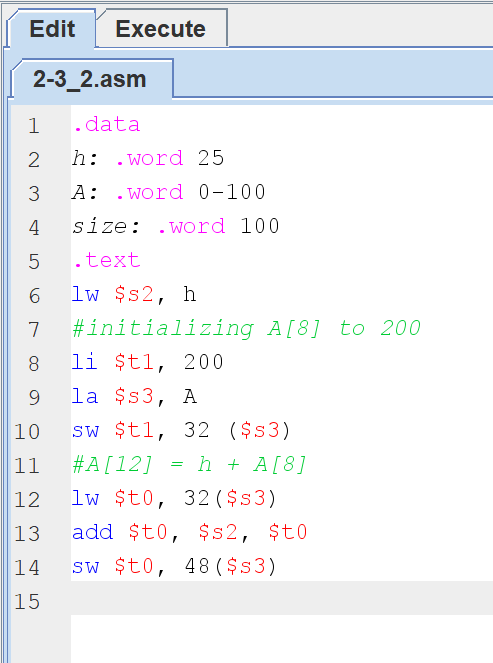 Edit Execute
2-3_2.asm
1 .data
2 h: .word 25
3 A: .word 0-100
4 size: .word 100
5 .text
6 lw $s2, h
7 #initializing A[8] to 200
8 li $t1, 200
9 la $s3, A
10 sw $t1, 32 ($s3)
11 #A[12] = h + A[8]
12 lw $t0, 32($s3)
13 add $t0, $s2, $t0
14 sw $t0, 48($s3)
15